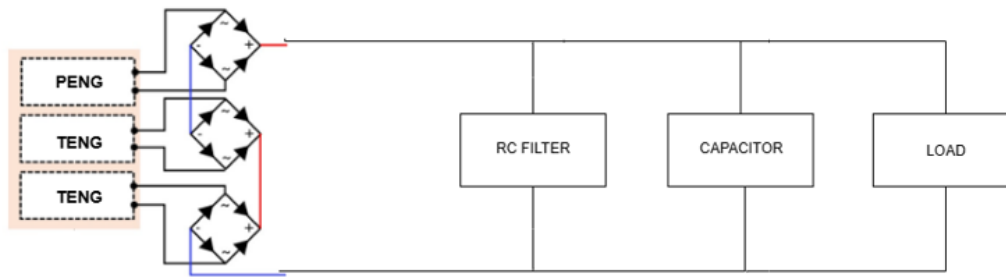 ~
- +
~
PENG
~
- +
~
TENG
RC FILTER
CAPACITOR
LOAD
~
- +
~
TENG